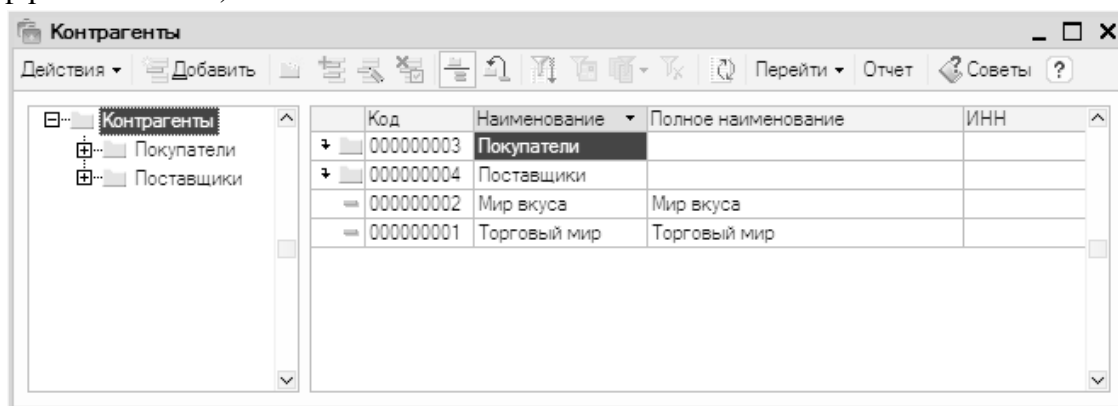 Контрагенты
Действия Добавить Перейти Отчет Советы ?
Контрагенты
Покупатели
Поставщики
Код Наименование Полное наименование ИНН
000000003 Покупатели
000000004 Поставщики
000000002 Мир вкуса Мир вкуса
000000001 Торговый мир Торговый мир